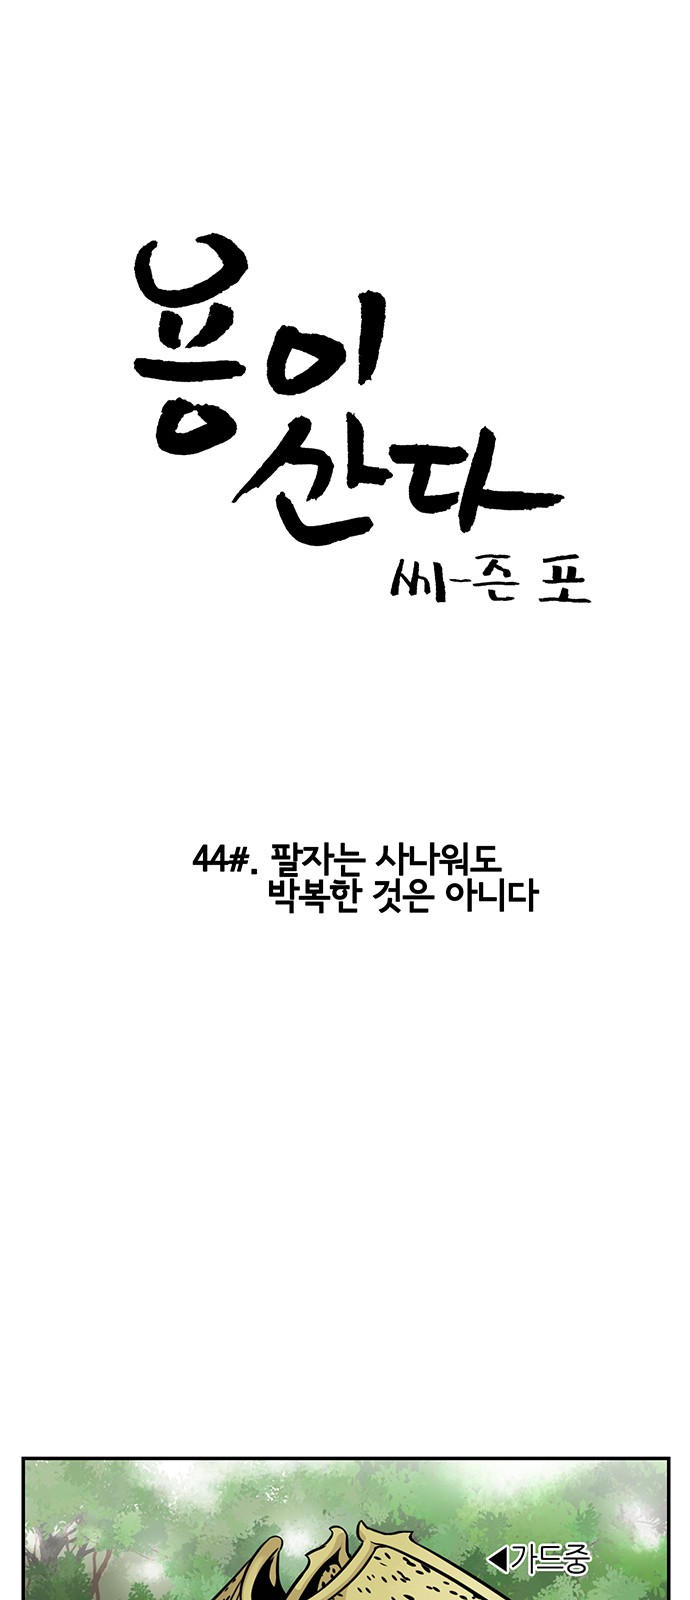 용이
산다
씨-즌 포
44#. 팔자는 사나워도
박복한 것은 아니다
◀가드중